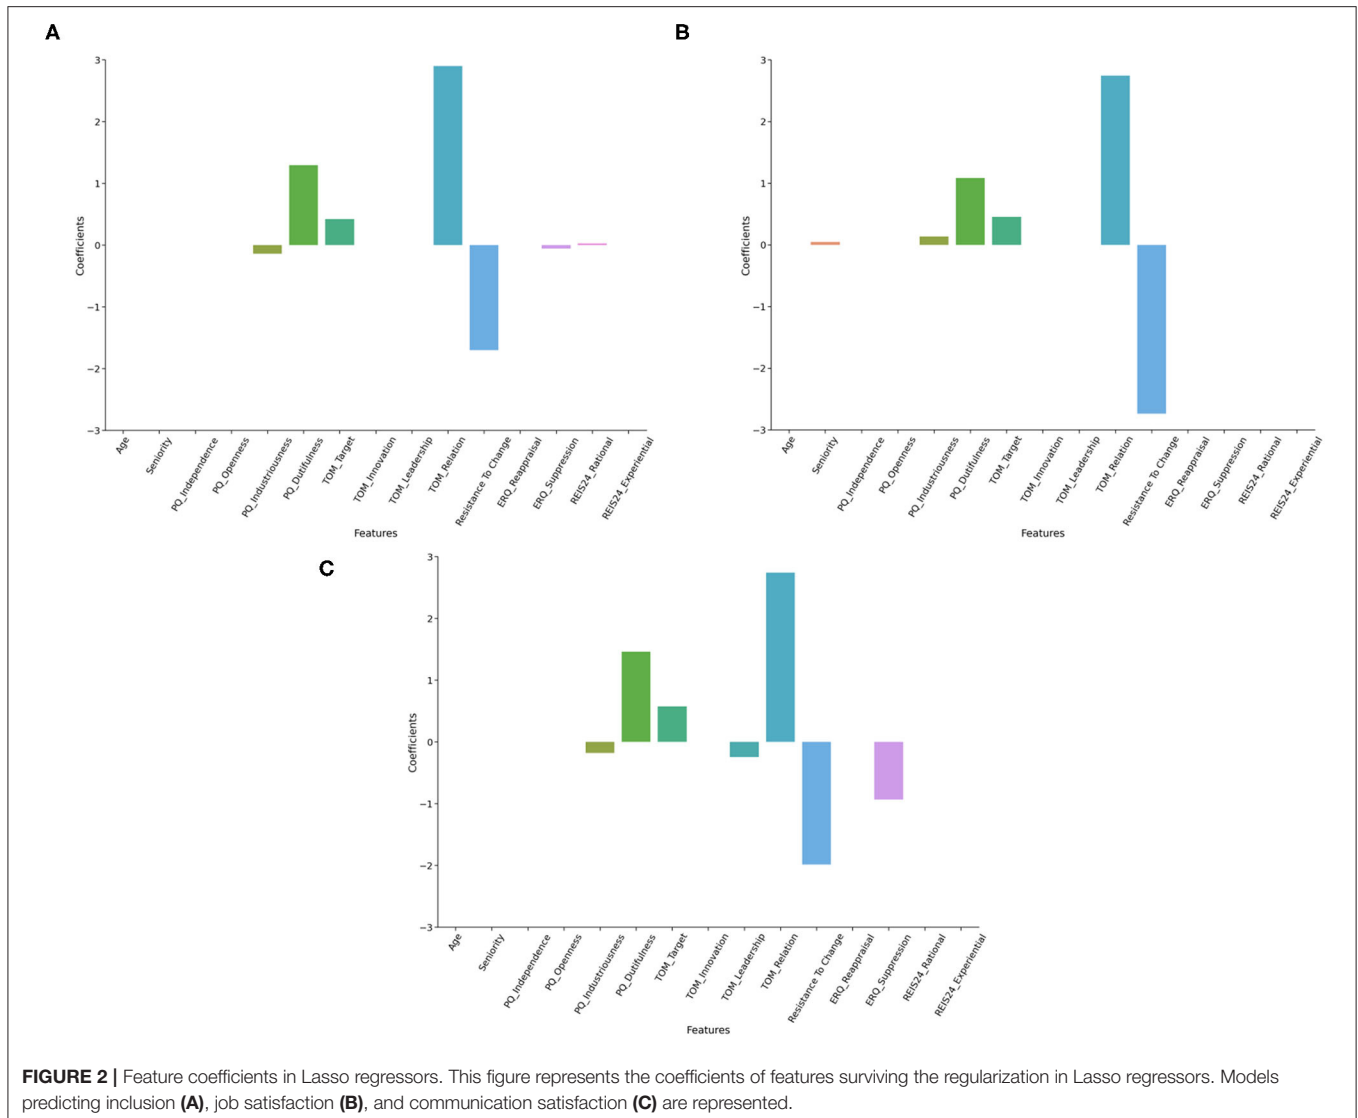 A
3
2
1
0
−1
−2
−3
Coefficients
Age
Seniority
PQ_Independence
PQ_Openness
PQ_Industriousness
PQ_Dutifulness
TOM_Target
TOM_Innovation
TOM_Leadership
TOM_Relation
Resistance To Change
ERQ_Reappraisal
ERQ_Suppression
REIS24_Rational
REIS24_Experiential
Features
B
3
2
1
0
−1
−2
−3
Coefficients
Age
Seniority
PQ_Independence
PQ_Openness
PQ_Industriousness
PQ_Dutifulness
TOM_Target
TOM_Innovation
TOM_Leadership
TOM_Relation
Resistance To Change
ERQ_Reappraisal
ERQ_Suppression
REIS24_Rational
REIS24_Experiential
Features
C
3
2
1
0
−1
−2
−3
Coefficients
Age
Seniority
PQ_Independence
PQ_Openness
PQ_Industriousness
PQ_Dutifulness
TOM_Target
TOM_Innovation
TOM_Leadership
TOM_Relation
Resistance To Change
ERQ_Reappraisal
ERQ_Suppression
REIS24_Rational
REIS24_Experiential
Features
FIGURE 2 | Feature coefficients in Lasso regressors. This figure represents the coefficients of features surviving the regularization in Lasso regressors. Models
predicting inclusion (A), job satisfaction (B), and communication satisfaction (C) are represented.